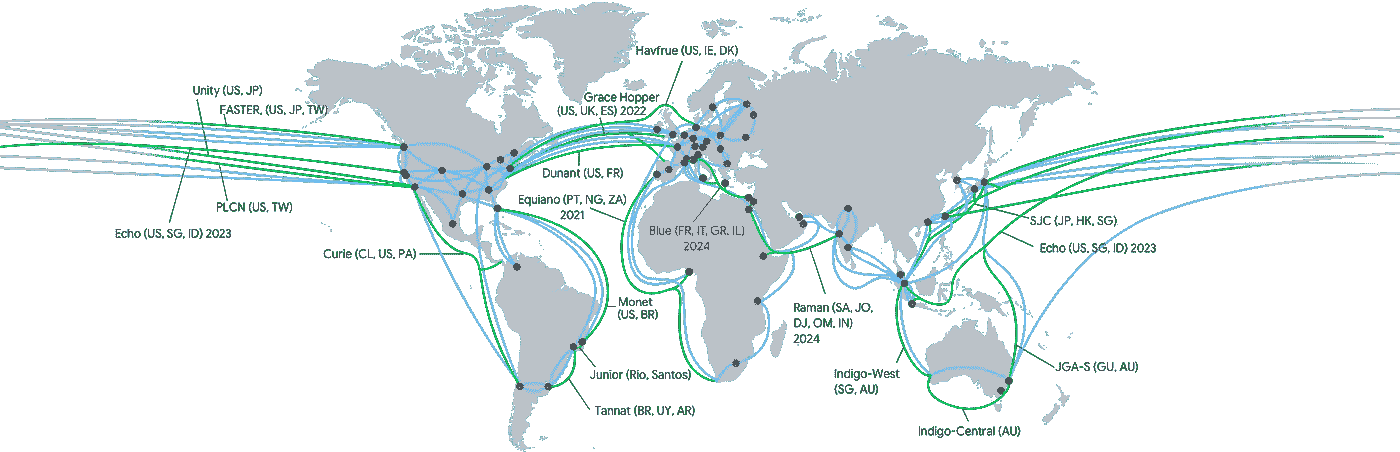 Havfrue (US, IE, DK)
Unity (US, JP)
FASTER, (US, JP, TW)
Grace Hopper
(US, UK, ES) 2022
Dunant (US, FR)
PLCN (US, TW)
Echo (US, SG, ID) 2023
Equiano (PT, NG, ZA)
2021
Blue (FR, IT, GR, IL)
2024
SJC (JP, HK, SG)
Echo (US, SG, ID) 2023
Curie (CL, US, PA)
Monet
(US, BR)
Raman (SA, JO,
DJ, OM, IN)
2024
Junior (Rio, Santos)
Tannat (BR, UY, AR)
Indigo-West
(SG, AU)
JGA-S (GU, AU)
Indigo-Central (AU)